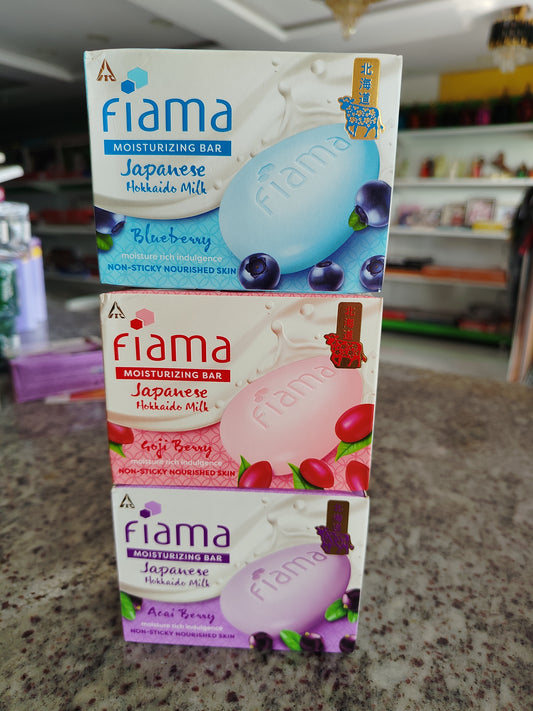 ITC
fiama
MOISTURIZING BAR
Japanese
Hokkaido Milk
北海道
fiama
Blueberry
moisture rich indulgence
NON-STICKY NOURISHED SKIN
ITC
fiama
MOISTURIZING BAR
Japanese
Hokkaido Milk
fiama
Goji Berry
moisture rich indulgence
NON-STICKY NOURISHED SKIN
fiama
MOISTURIZING BAR
Japanese
Hokkaido Milk
fiama
Acai Berry
moisture rich indulgence
NON-STICKY NOURISHED SKIN